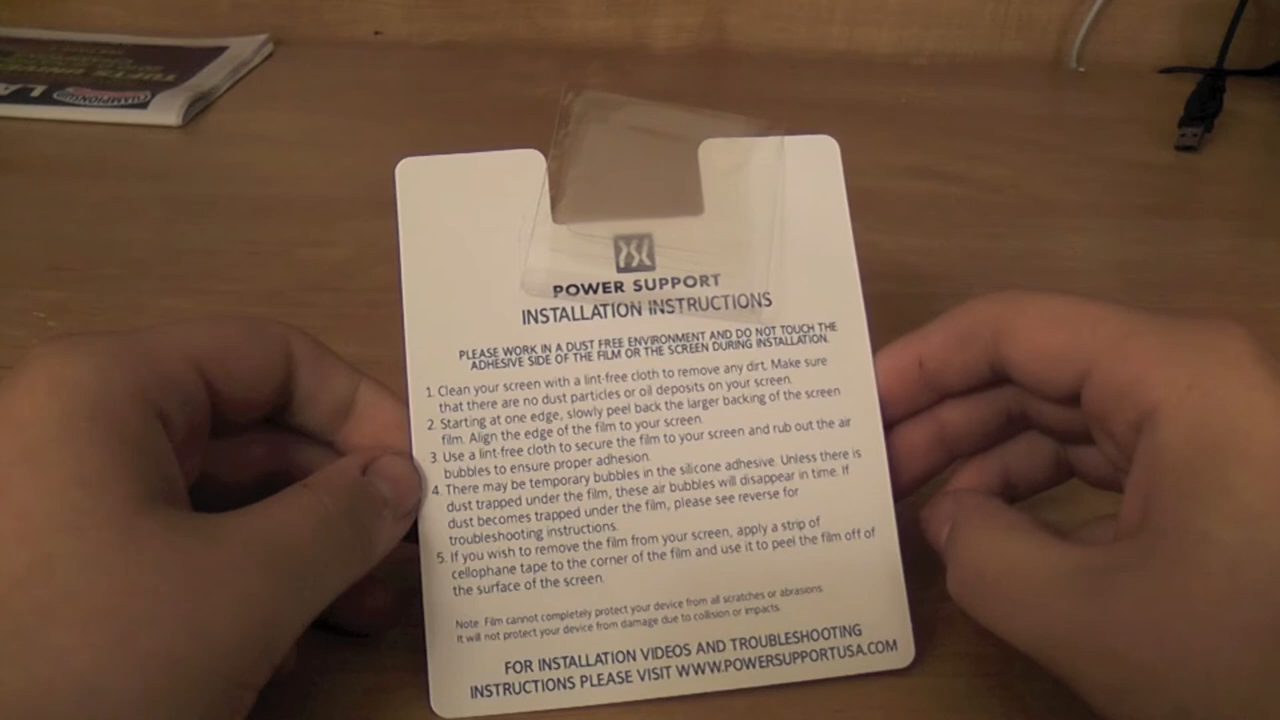 LA
CHAMPIONSHIP
POWER SUPPORT
INSTALLATION INSTRUCTIONS
PLEASE WORK IN A DUST FREE ENVIRONMENT AND DO NOT TOUCH THE
ADHESIVE SIDE OF THE FILM OR THE SCREEN DURING INSTALLATION.
1. Clean your screen with a lint-free cloth to remove any dirt. Make sure
that there are no dust particles or oil deposits on your screen.
2. Starting at one edge, slowly peel back the larger backing of the screen
film. Align the edge of the film to your screen.
3. Use a lint-free cloth to secure the film to your screen and rub out the air
bubbles to ensure proper adhesion.
4. There may be temporary bubbles in the silicone adhesive. Unless there is
dust trapped under the film, these air bubbles will disappear in time. If
dust becomes trapped under the film, please see reverse for
troubleshooting instructions.
5. If you wish to remove the film from your screen, apply a strip of
cellophane tape to the corner of the film and use it to peel the film off of
the surface of the screen.
Note: Film cannot completely protect your device from all scratches or abrasions.
It will not protect your device from damage due to collision or impacts.
FOR INSTALLATION VIDEOS AND TROUBLESHOOTING
INSTRUCTIONS PLEASE VISIT WWW.POWERSUPPORTUSA.COM